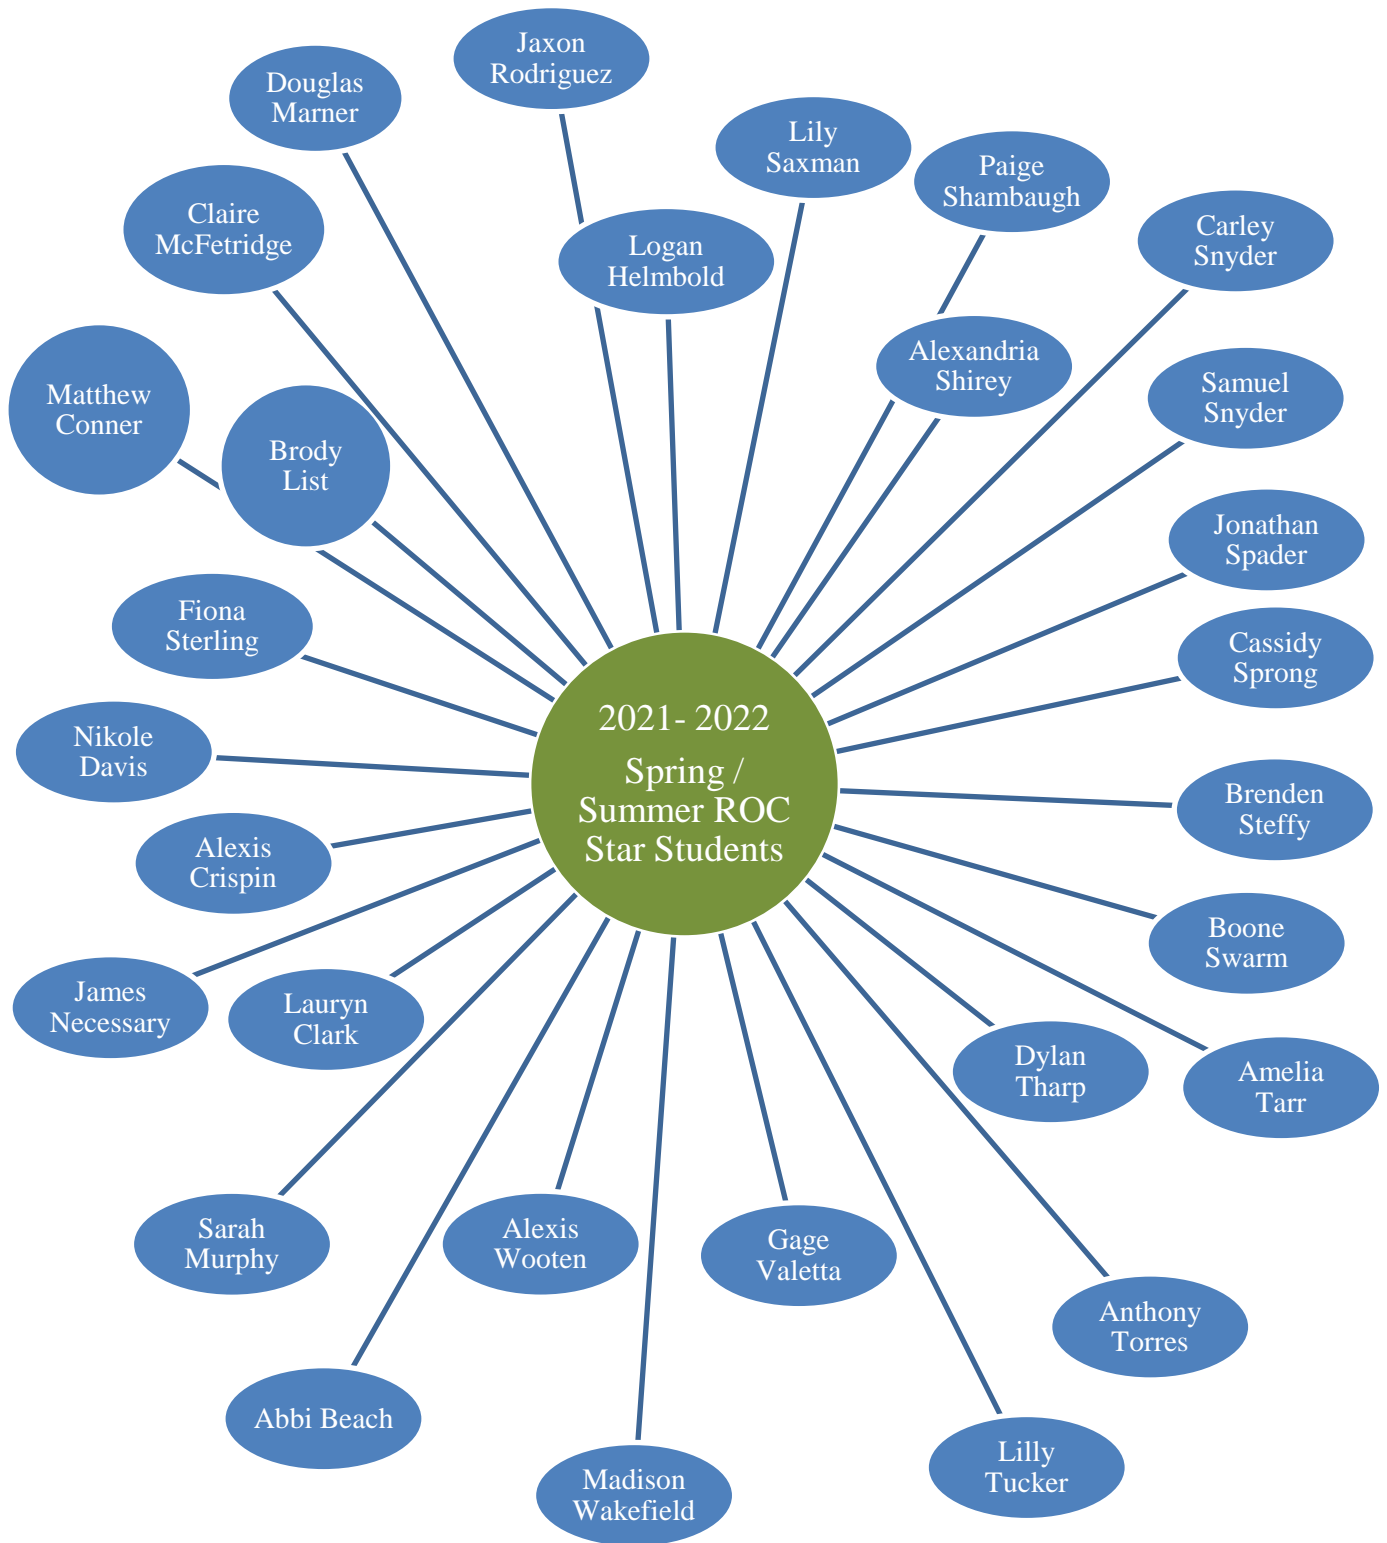 Jaxon
Rodriguez
Douglas
Marner
Lily
Saxman
Paige
Shambaugh
Claire
McFetridge
Carley
Snyder
Logan
Helmbold
Alexandria
Shirey
Samuel
Snyder
Matthew
Conner
Brody
List
Jonathan
Spader
Fiona
Sterling
Cassidy
Sprong
Nikole
Davis
2021- 2022
Spring /
Summer ROC
Star Students
Brenden
Steffy
Alexis
Crispin
Boone
Swarm
James
Necessary
Lauryn
Clark
Dylan
Tharp
Amelia
Tarr
Sarah
Murphy
Alexis
Wooten
Gage
Valetta
Anthony
Torres
Abbi Beach
Lilly
Tucker
Madison
Wakefield